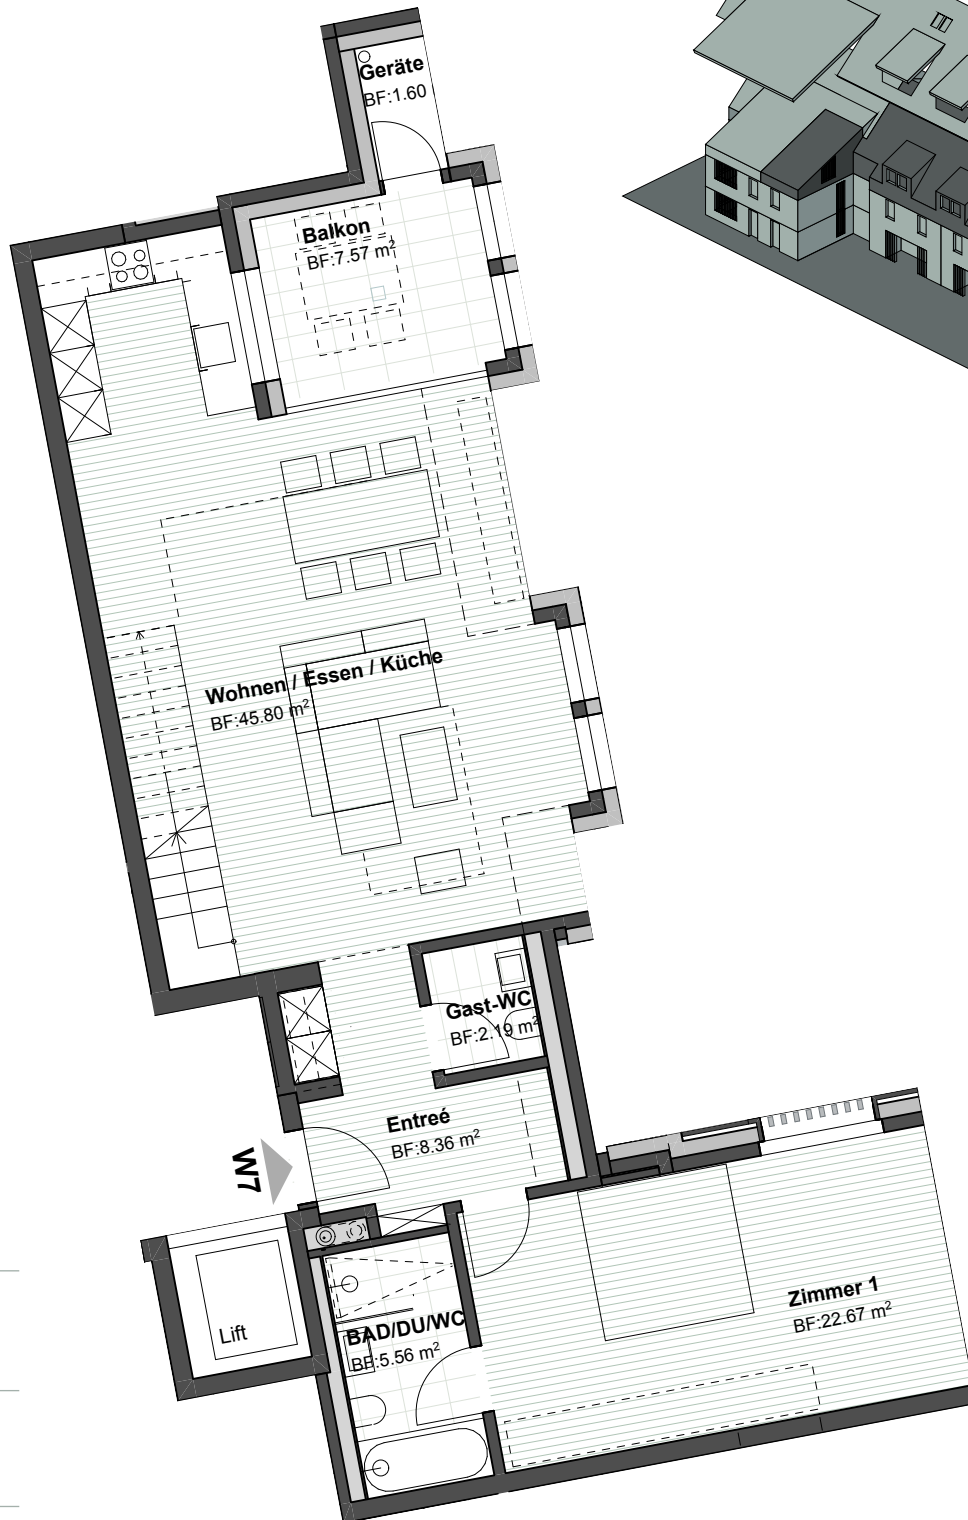 Geräte
BF:1.60
Balkon
BF:7.57 m²
Wohnen / Essen / Küche
BF:45.80 m²
Gast-WC
BF:2.19 m²
Entreé
BF:8.36 m²
W7
Zimmer 1
BF:22.67 m²
Lift
BAD/DU/WC
BF:5.56 m²